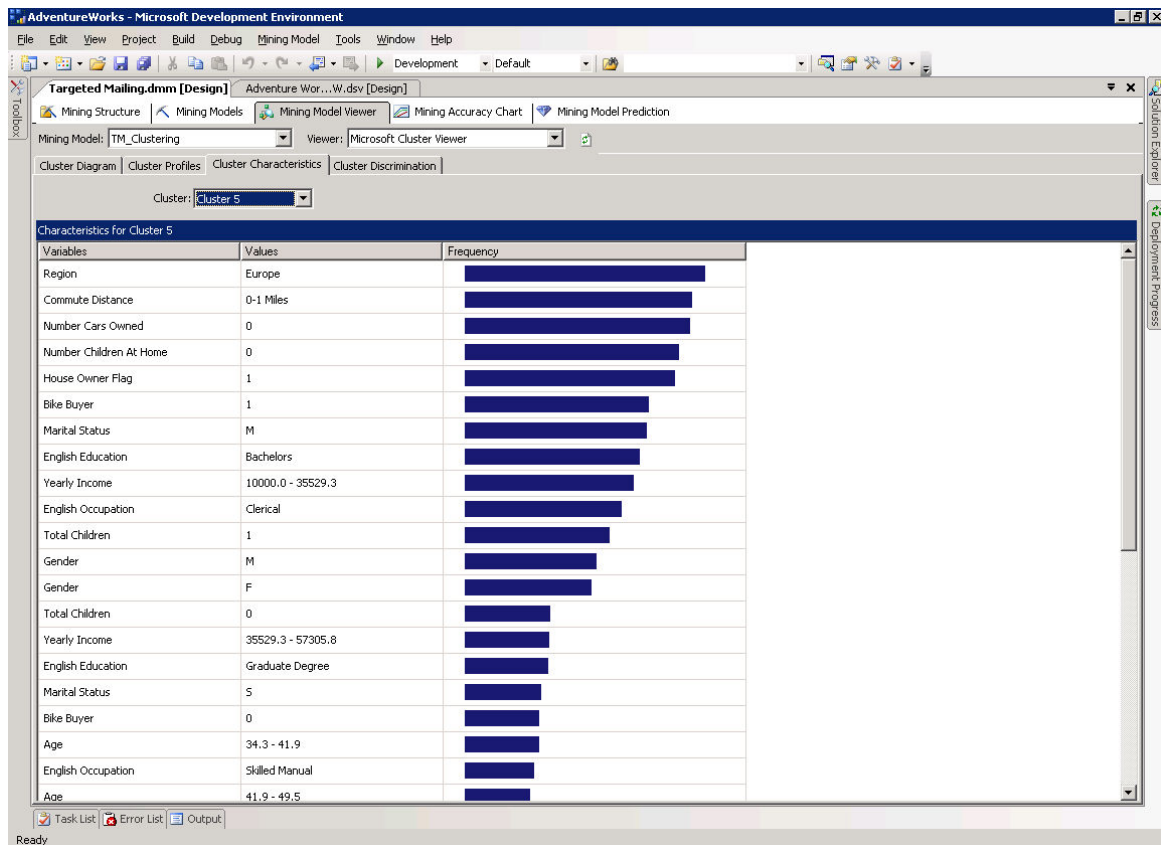 AdventureWorks - Microsoft Development Environment
File Edit View Project Build Debug Mining Model Tools Window Help
Development Default
Toolbox
Targeted Mailing.dmm [Design] Adventure Wor...W.dsv [Design]
Solution Explorer
Deployment Progress
Mining Structure Mining Models Mining Model Viewer Mining Accuracy Chart Mining Model Prediction
Mining Model: TM_Clustering Viewer: Microsoft Cluster Viewer
Cluster Diagram Cluster Profiles Cluster Characteristics Cluster Discrimination
Cluster: Cluster 5
Characteristics for Cluster 5
Variables Values Frequency
Region Europe
Commute Distance 0-1 Miles
Number Cars Owned 0
Number Children At Home 0
House Owner Flag 1
Bike Buyer 1
Marital Status M
English Education Bachelors
Yearly Income 10000.0 - 35529.3
English Occupation Clerical
Total Children 1
Gender M
Gender F
Total Children 0
Yearly Income 35529.3 - 57305.8
English Education Graduate Degree
Marital Status S
Bike Buyer 0
Age 34.3 - 41.9
English Occupation Skilled Manual
Age 41.9 - 49.5
Task List Error List Output
Ready